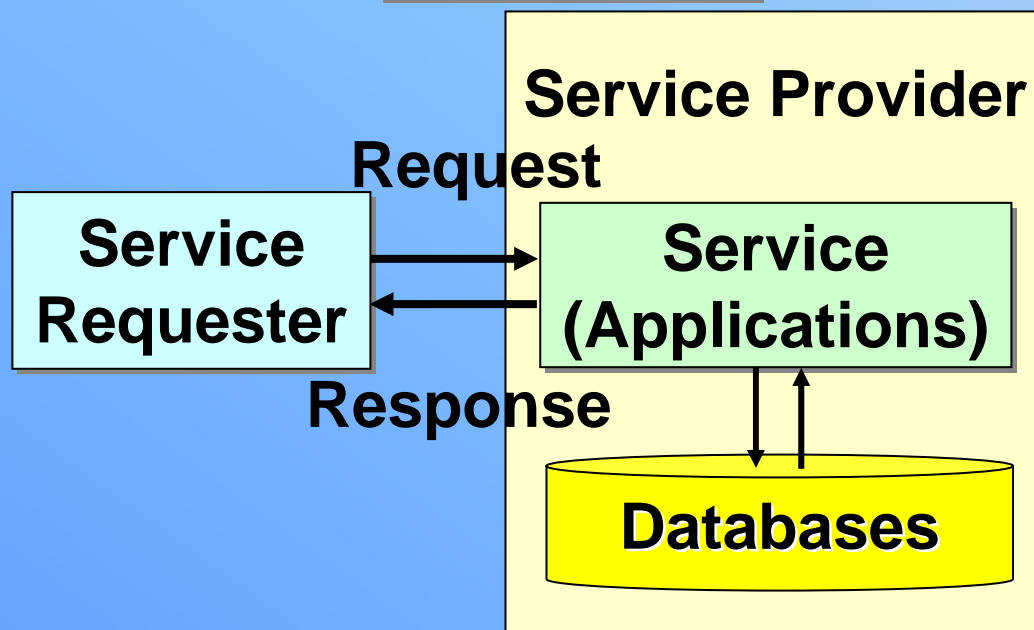 Service Provider
Request
Service
Requester
Service
(Applications)
Response
Databases